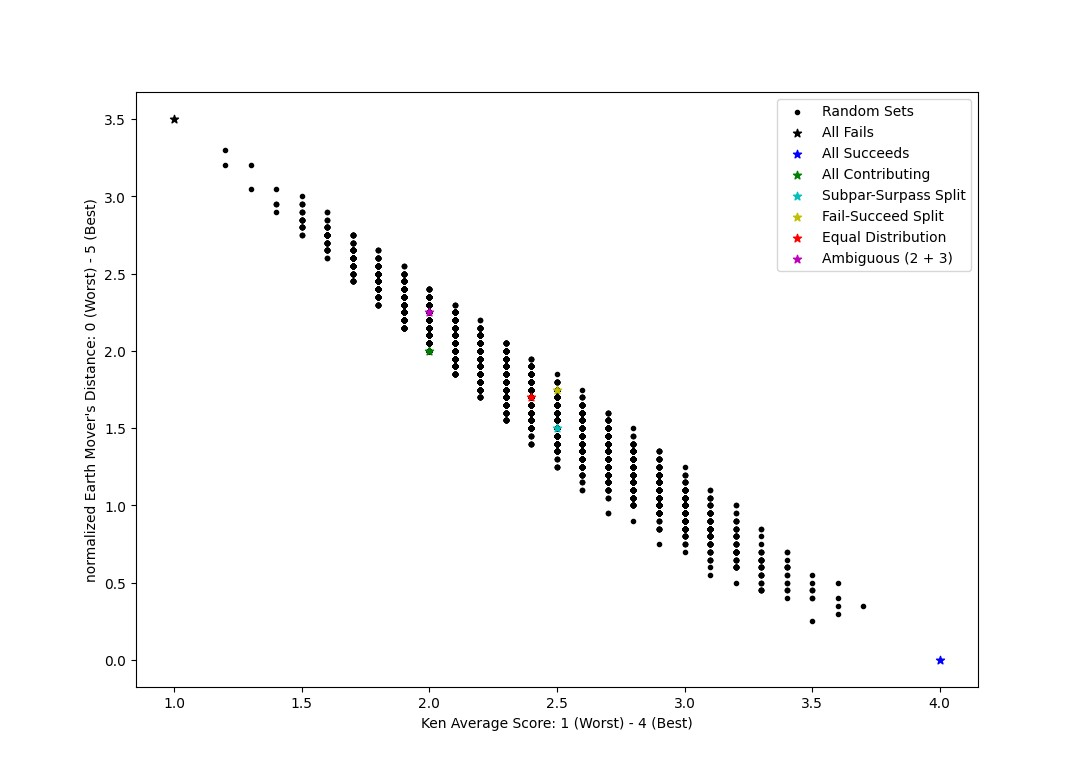 3.5
3.0
2.5
2.0
1.5
1.0
0.5
0.0
normalized Earth Mover's Distance: 0 (Worst) - 5 (Best)
Random Sets
All Fails
All Succeeds
All Contributing
Subpar-Surpass Split
Fail-Succeed Split
Equal Distribution
Ambiguous (2 + 3)
1.0 1.5 2.0 2.5 3.0 3.5 4.0
Ken Average Score: 1 (Worst) - 4 (Best)